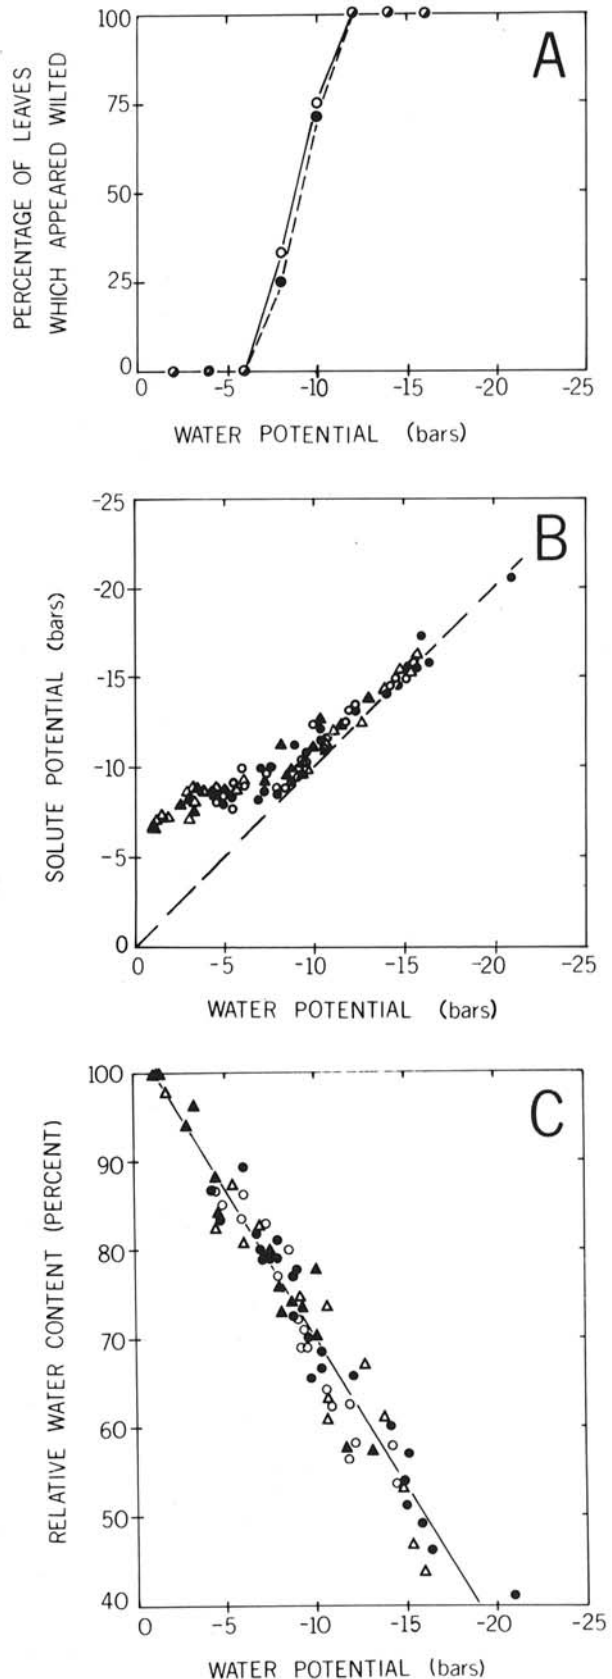 A
PERCENTAGE OF LEAVES
WHICH APPEARED WILTED
100
75
50
25
0
0 -5 -10 -15 -20 -25
WATER POTENTIAL (bars)
B
SOLUTE POTENTIAL (bars)
-25
-20
-15
-10
-5
0
0 -5 -10 -15 -20 -25
WATER POTENTIAL (bars)
C
RELATIVE WATER CONTENT (PERCENT)
100
90
80
70
60
50
40
0 -5 -10 -15 -20 -25
WATER POTENTIAL (bars)